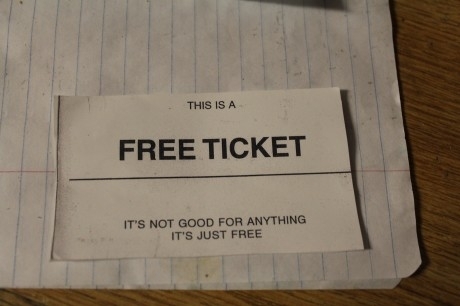 THIS IS A
FREE TICKET
IT'S NOT GOOD FOR ANYTHING
IT'S JUST FREE